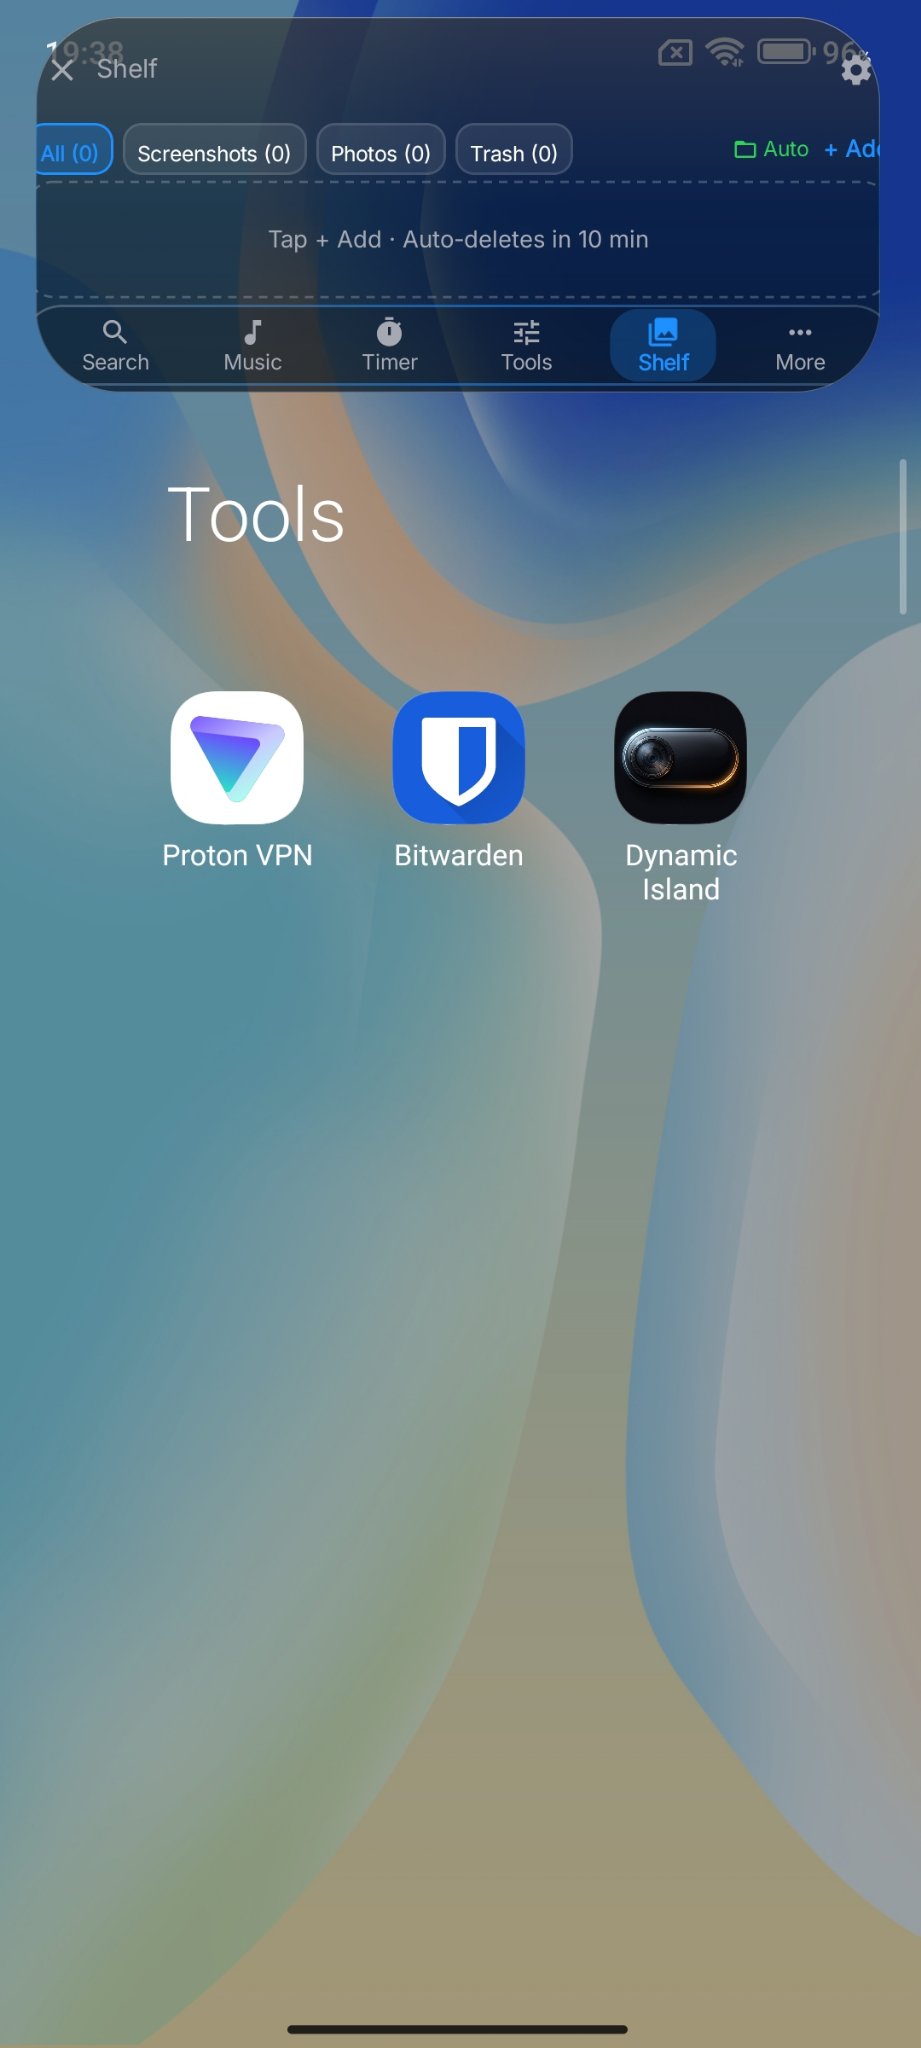 19:38
96%
Shelf
All (0)
Screenshots (0)
Photos (0)
Trash (0)
Auto
+ Add
Tap + Add · Auto-deletes in 10 min
Search
Music
Timer
Tools
Shelf
More
Tools
Proton VPN
Bitwarden
Dynamic
Island